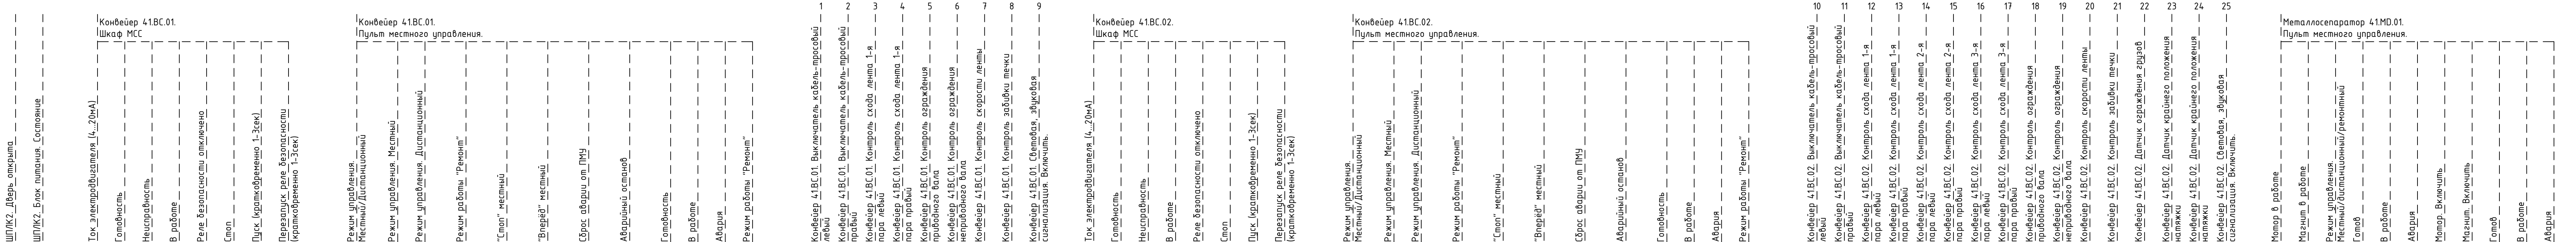 ШПЛК2. Дверь открыта
ШПЛК2. Блок питания. Состояние
Конвейер 41.BC.01.
Шкаф МСС
Ток электродвигателя (4...20мА)
Готовность
Неисправность
В работе
Реле безопасности отключено
Стоп
Пуск (кратковременно 1-3сек)
Перезапуск реле безопасности
(кратковременно 1-3сек)
Конвейер 41.BC.01.
Пульт местного управления.
Режим управления.
Местный/Дистанционный
Режим управления. Местный
Режим управления. Дистанционный
Режим работы "Ремонт"
"Стоп" местный
"Вперёд" местный
Сброс аварии от ПМУ
Аварийный останов
Готовность
В работе
Авария
Режим работы "Ремонт"
1
Конвейер 41.BC.01. Выключатель кабель-тросовый
левый
2
Конвейер 41.BC.01. Выключатель кабель-тросовый
правый
3
Конвейер 41.BC.01. Контроль схода лента 1-я
пара левый
4
Конвейер 41.BC.01. Контроль схода лента 1-я
пара правый
5
Конвейер 41.BC.01. Контроль ограждения
приводного вала
6
Конвейер 41.BC.01. Контроль ограждения
неприводного вала
7
Конвейер 41.BC.01. Контроль скорости ленты
8
Конвейер 41.BC.01. Контроль забивки течки
9
Конвейер 41.BC.01. Световая, звуковая
сигнализация. Включить.
Конвейер 41.BC.02.
Шкаф МСС
Ток электродвигателя (4...20мА)
Готовность
Неисправность
В работе
Реле безопасности отключено
Стоп
Пуск (кратковременно 1-3сек)
Перезапуск реле безопасности
(кратковременно 1-3сек)
Конвейер 41.BC.02.
Пульт местного управления.
Режим управления.
Местный/Дистанционный
Режим управления. Местный
Режим управления. Дистанционный
Режим работы "Ремонт"
"Стоп" местный
"Вперёд" местный
Сброс аварии от ПМУ
Аварийный останов
Готовность
В работе
Авария
Режим работы "Ремонт"
10
Конвейер 41.BC.02. Выключатель кабель-тросовый
левый
11
Конвейер 41.BC.02. Выключатель кабель-тросовый
правый
12
Конвейер 41.BC.02. Контроль схода лента 1-я
пара левый
13
Конвейер 41.BC.02. Контроль схода лента 1-я
пара правый
14
Конвейер 41.BC.02. Контроль схода лента 2-я
пара левый
15
Конвейер 41.BC.02. Контроль схода лента 2-я
пара правый
16
Конвейер 41.BC.02. Контроль схода лента 3-я
пара левый
17
Конвейер 41.BC.02. Контроль схода лента 3-я
пара правый
18
Конвейер 41.BC.02. Контроль ограждения
приводного вала
19
Конвейер 41.BC.02. Контроль ограждения
неприводного вала
20
Конвейер 41.BC.02. Контроль скорости ленты
21
Конвейер 41.BC.02. Контроль забивки течки
22
Конвейер 41.BC.02. Датчик ограждения грузов
23
Конвейер 41.BC.02. Датчик крайнего положения
натяжки
24
Конвейер 41.BC.02. Датчик крайнего положения
натяжки
25
Конвейер 41.BC.02. Световая, звуковая
сигнализация. Включить.
Металлосепаратор 41.MD.01.
Пульт местного управления.
Мотор в работе
Магнит в работе
Режим управления.
Местный/дистанционный/ремонтный
Готов
В работе
Авария
Мотор. Включить
Магнит. Включить
Готов
В работе
Авария